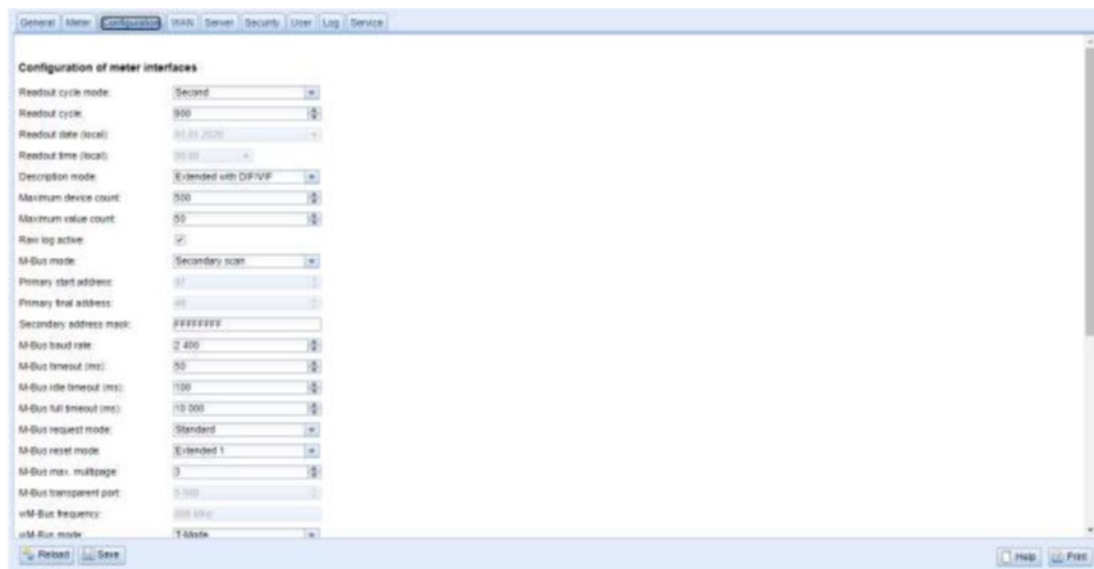 General Meter Configuration WAN Server Security User Log Service
Configuration of meter interfaces
Readout cycle mode: Second
Readout cycle: 900
Readout date (local): 01.01.2020
Readout time (local): 00:00
Description mode: Extended with DIF/VIF
Maximum device count: 500
Maximum value count: 50
Raw log active:
M-Bus mode: Secondary scan
Primary start address:
Primary final address:
Secondary address mask: FFFFFFFF
M-Bus baud rate: 2 400
M-Bus timeout (ms): 50
M-Bus idle timeout (ms): 100
M-Bus full timeout (ms): 10 000
M-Bus request mode: Standard
M-Bus reset mode: Extended 1
M-Bus max. multipage: 3
M-Bus transparent port:
wM-Bus frequency:
wM-Bus mode: T-Mode
Reload Save Help Print